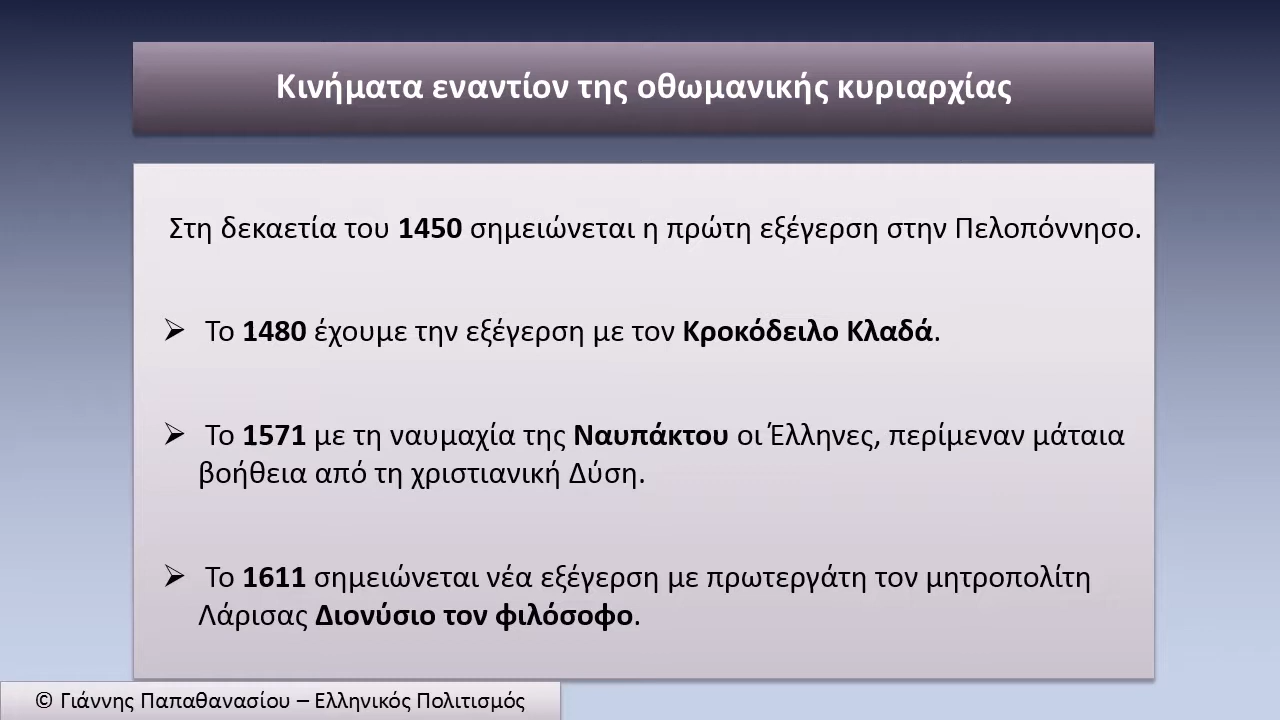 Κινήματα εναντίον της οθωμανικής κυριαρχίας
Στη δεκαετία του 1450 σημειώνεται η πρώτη εξέγερση στην Πελοπόννησο.
➢ Το 1480 έχουμε την εξέγερση με τον Κροκόδειλο Κλαδά.
➢ Το 1571 με τη ναυμαχία της Ναυπάκτου οι Έλληνες, περίμεναν μάταια
βοήθεια από τη χριστιανική Δύση.
➢ Το 1611 σημειώνεται νέα εξέγερση με πρωτεργάτη τον μητροπολίτη
Λάρισας Διονύσιο τον φιλόσοφο.
© Γιάννης Παπαθανασίου – Ελληνικός Πολιτισμός